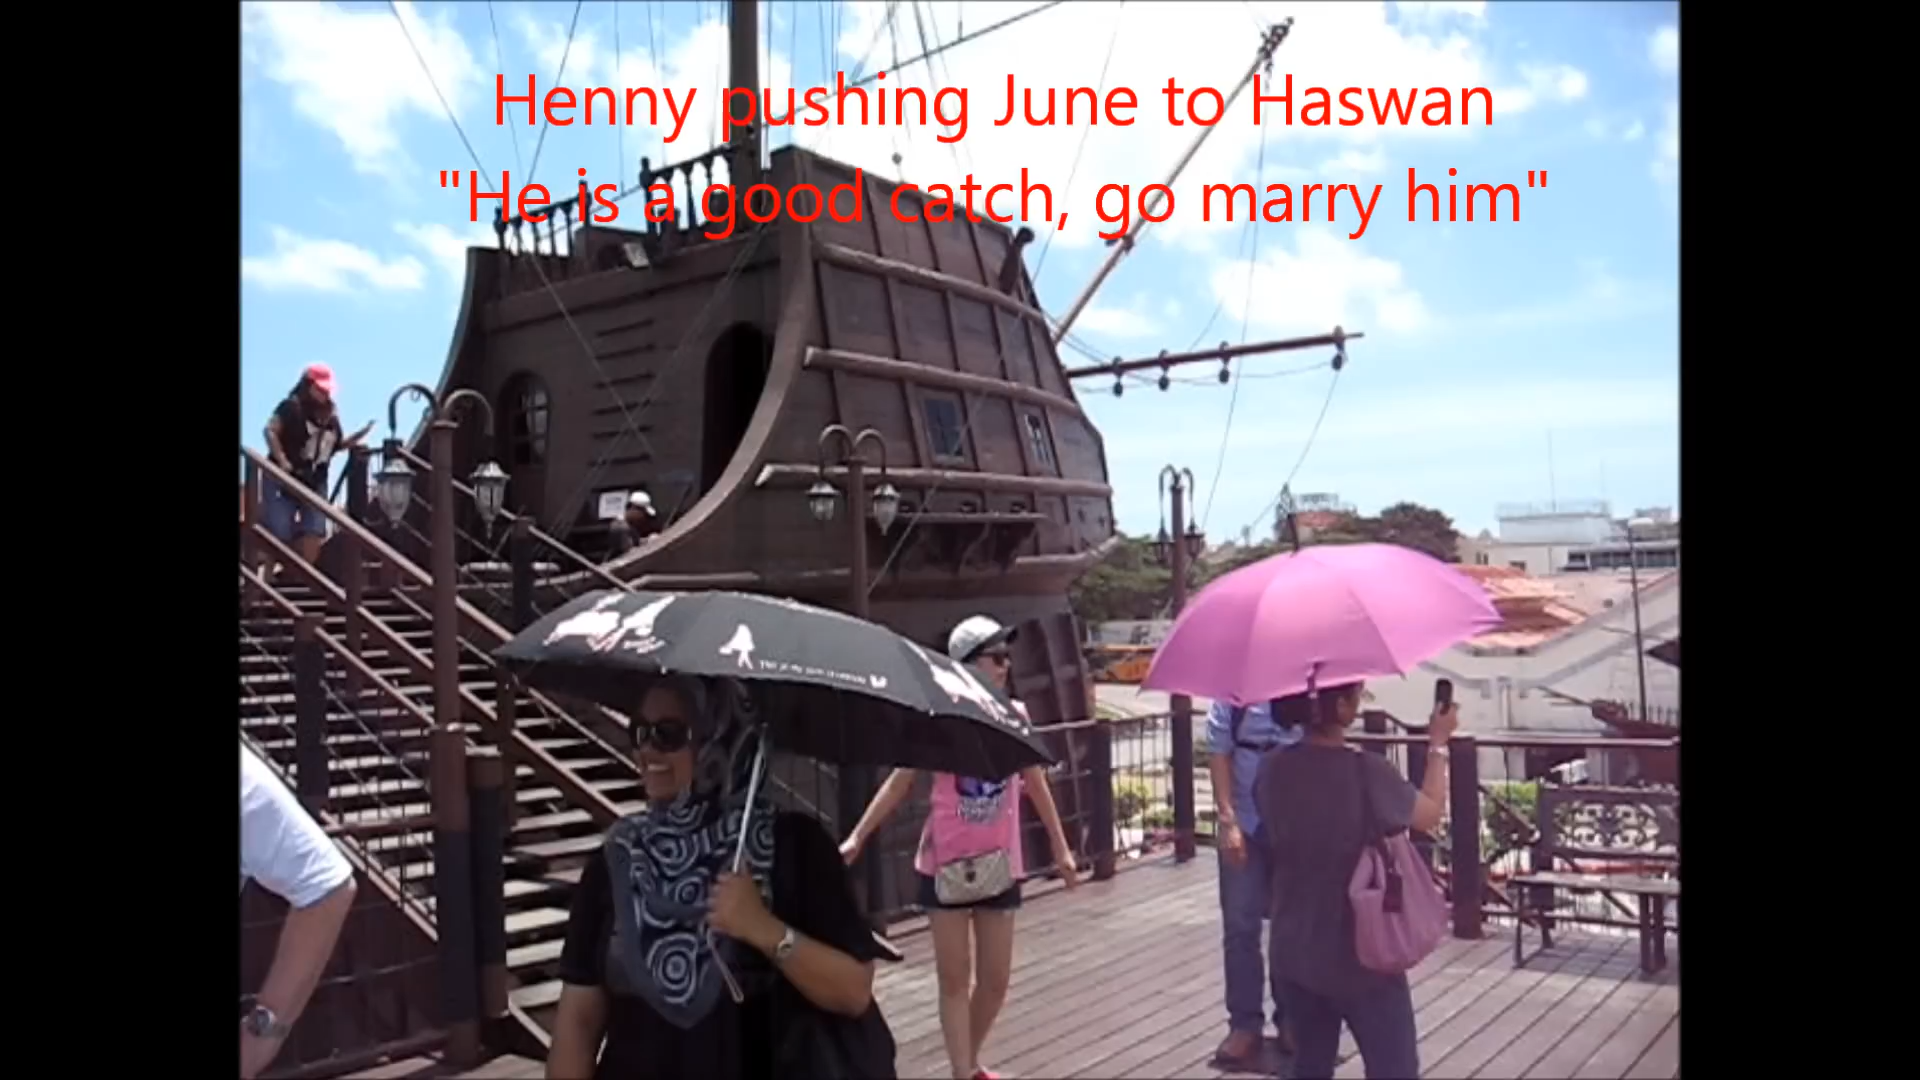 Henny pushing June to Haswan
"He is a good catch, go marry him"